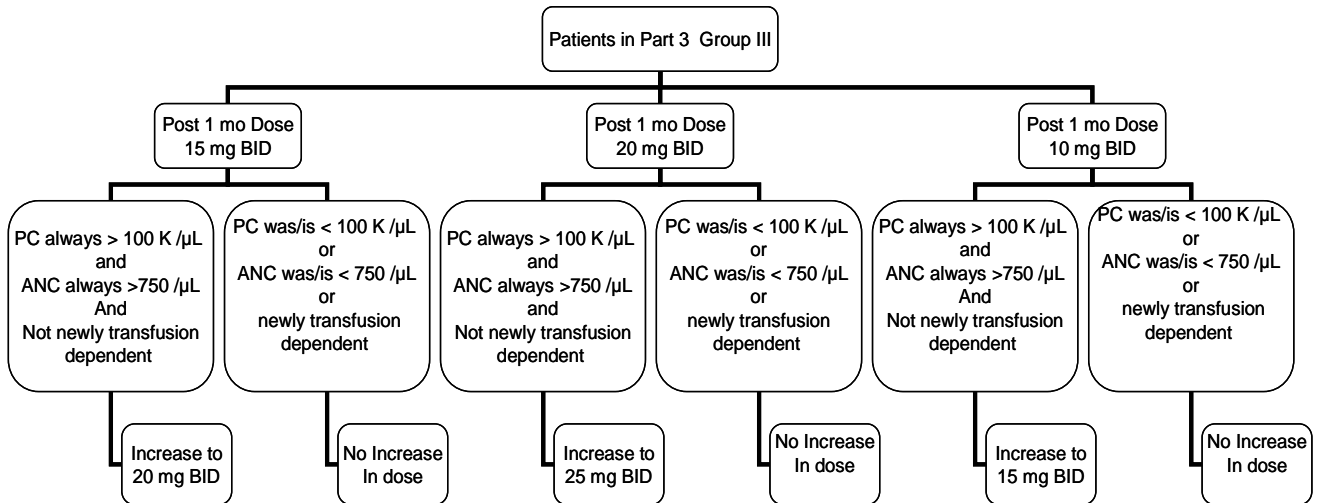 Patients in Part 3 Group III
Post 1 mo Dose
15 mg BID
Post 1 mo Dose
20 mg BID
Post 1 mo Dose
10 mg BID
PC always > 100 K /µL
and
ANC always >750 /µL
And
Not newly transfusion
dependent
PC was/is < 100 K /µL
or
ANC was/is < 750 /µL
or
newly transfusion
dependent
PC always > 100 K /µL
and
ANC always >750 /µL
and
Not newly transfusion
dependent
PC was/is < 100 K /µL
or
ANC was/is < 750 /µL
or
newly transfusion
dependent
PC always > 100 K /µL
and
ANC always >750 /µL
And
Not newly transfusion
dependent
PC was/is < 100 K /µL
or
ANC was/is < 750 /µL
or
newly transfusion
dependent
Increase to
20 mg BID
No Increase
In dose
Increase to
25 mg BID
No Increase
In dose
Increase to
15 mg BID
No Increase
In dose